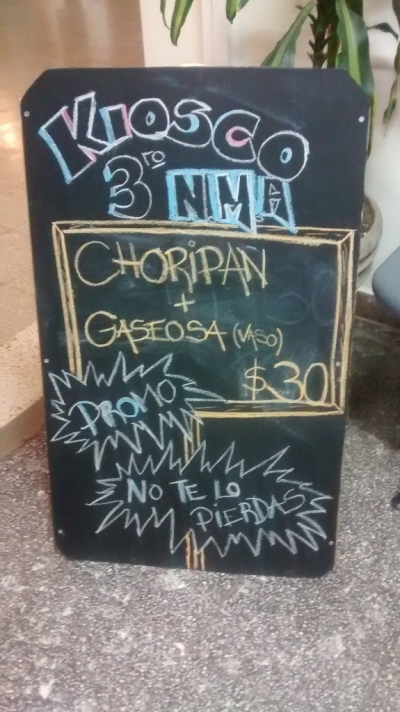 KIOSCO
3ro NMA
CHORIPAN
+
GASEOSA (VASO)
$30
PROMO
NO TE LO
PIERDAS